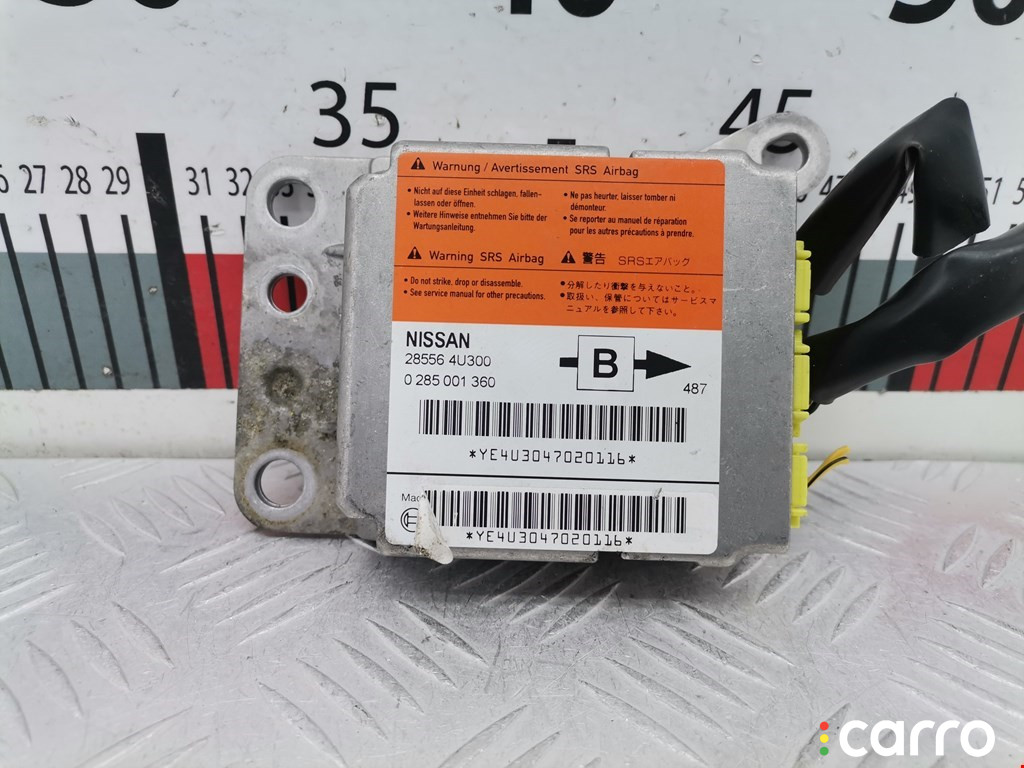 35
45
27 28 29 31 32
51
⚠ Warnung / Avertissement SRS Airbag
• Nicht auf diese Einheit schlagen, fallen-
lassen oder öffnen.
• Weitere Hinweise entnehmen Sie bitte der
Wartungsanleitung.
• Ne pas heurter, laisser tomber ni
démonteur.
• Se reporter au manuel de réparation
pour les autres précautions à prendre.
⚠ Warning SRS Airbag
• Do not strike, drop or disassemble.
• See service manual for other precautions.
⚠ 警告 SRSエアバッグ
●分解したり衝撃を与えないこと。
●取扱い、保管についてはサービスマ
ニュアルを参照して下さい。
NISSAN
28556 4U300
0 285 001 360
B
487
*YE4U3047020116*
*YE4U3047020116*
carro